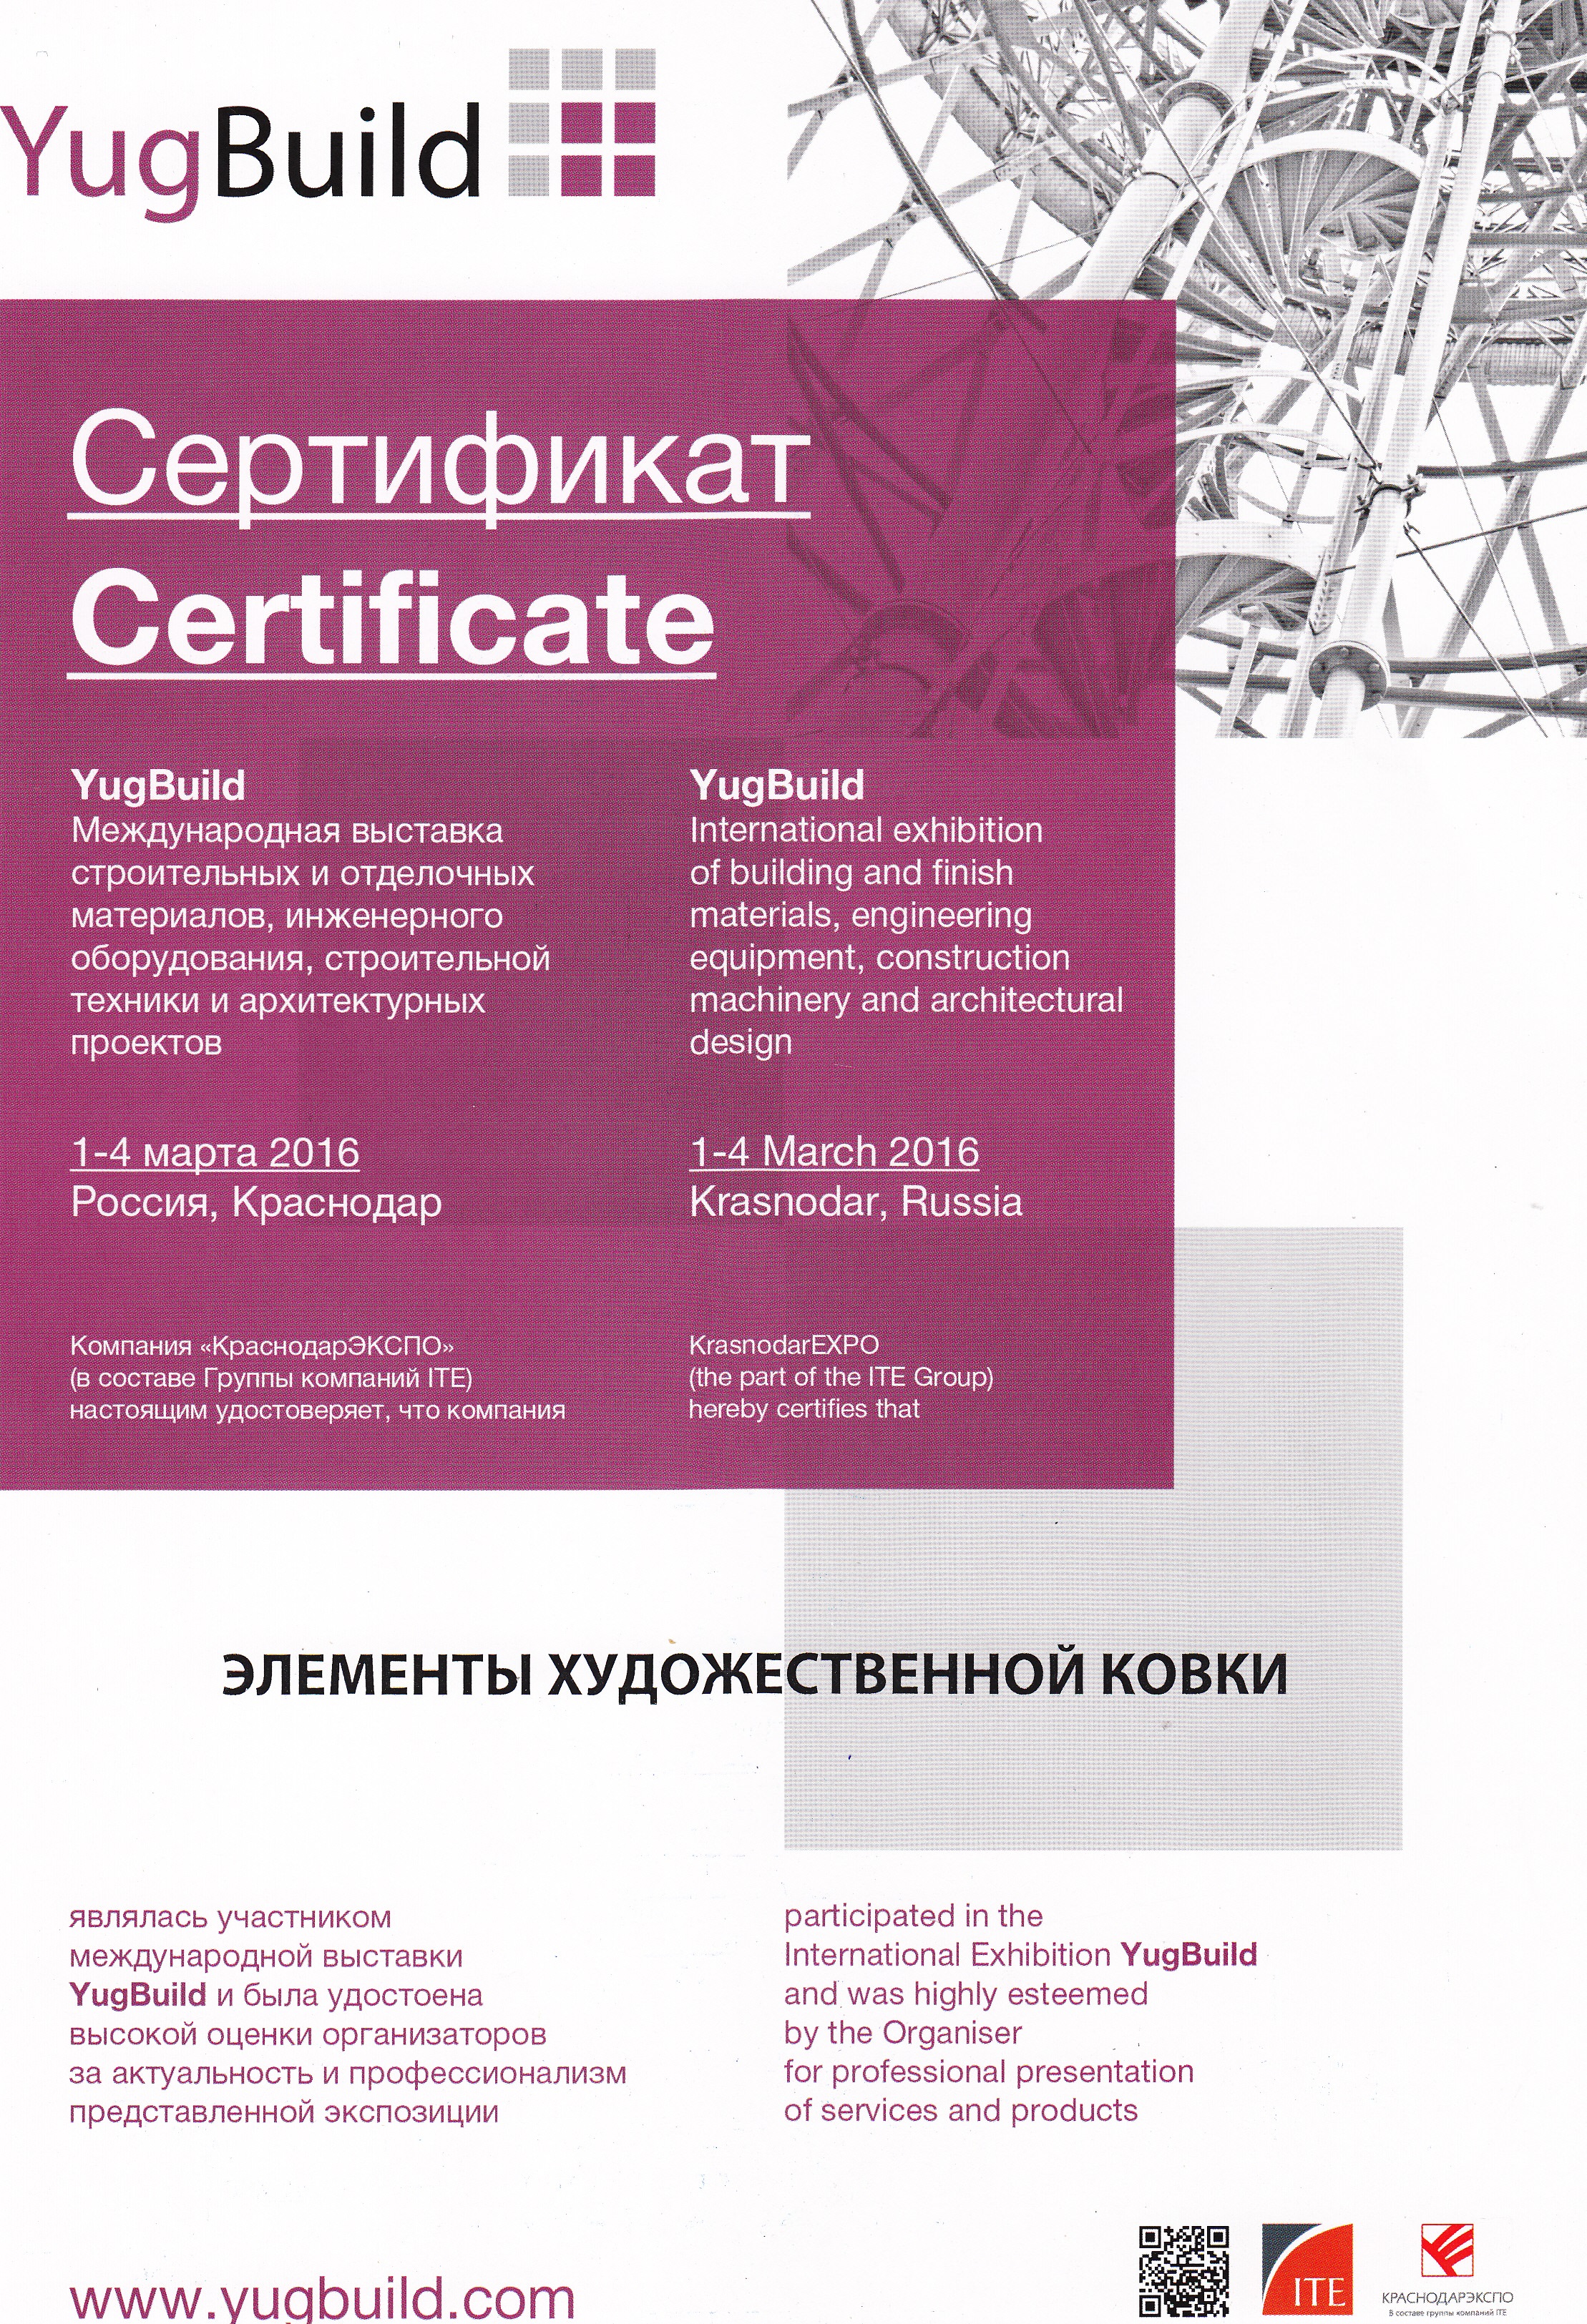 YugBuild
Сертификат
Certificate
YugBuild
Международная выставка
строительных и отделочных
материалов, инженерного
оборудования, строительной
техники и архитектурных
проектов
1-4 марта 2016
Россия, Краснодар
YugBuild
International exhibition
of building and finish
materials, engineering
equipment, construction
machinery and architectural
design
1-4 March 2016
Krasnodar, Russia
Компания «КраснодарЭКСПО»
(в составе Группы компаний ITE)
настоящим удостоверяет, что компания
KrasnodarEXPO
(the part of the ITE Group)
hereby certifies that
ЭЛЕМЕНТЫ ХУДОЖЕСТВЕННОЙ КОВКИ
являлась участником
международной выставки
YugBuild и была удостоена
высокой оценки организаторов
за актуальность и профессионализм
представленной экспозиции
participated in the
International Exhibition YugBuild
and was highly esteemed
by the Organiser
for professional presentation
of services and products
www.yugbuild.com
ITE
КРАСНОДАРЭКСПО
В составе группы компаний ITE